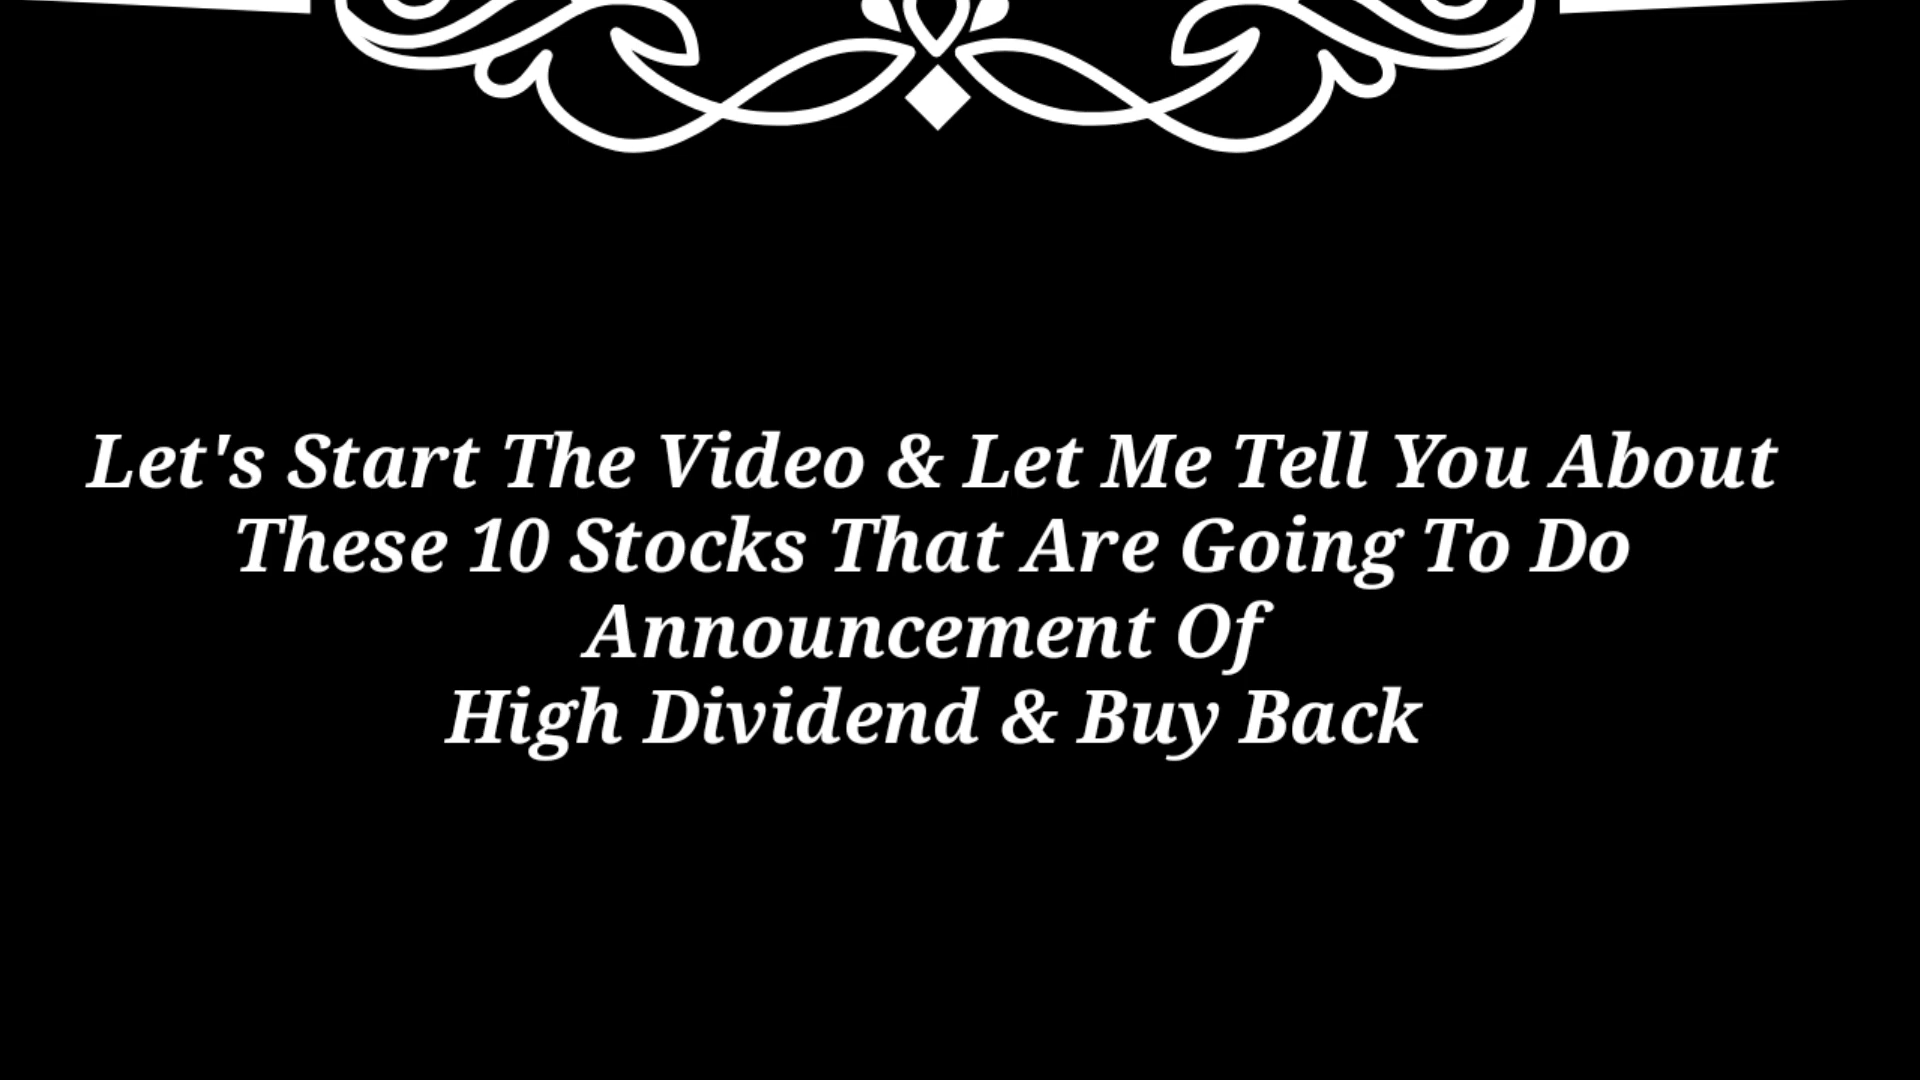 Let's Start The Video & Let Me Tell You About
These 10 Stocks That Are Going To Do
Announcement Of
High Dividend & Buy Back